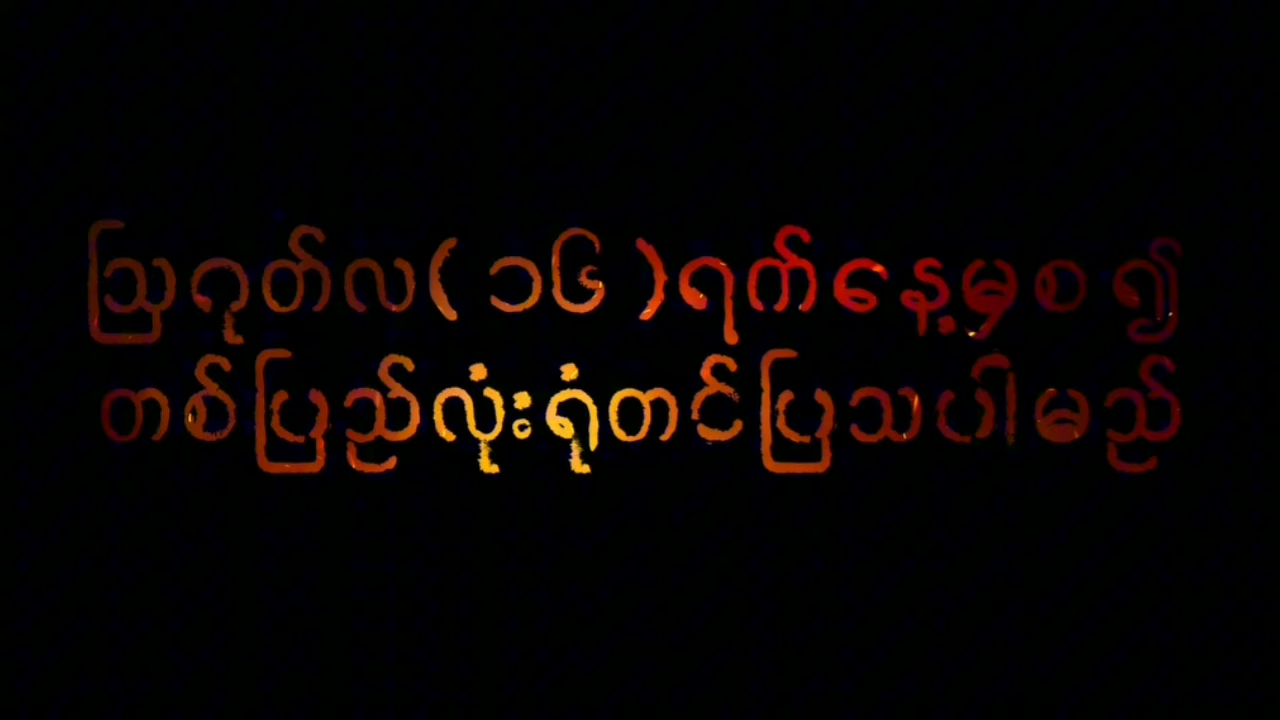 ဩဂုတ်လ( ၁၆ )ရက်နေ့မှစ ၍
တစ်ပြည်လုံးရုံတင်ပြသပါမည်